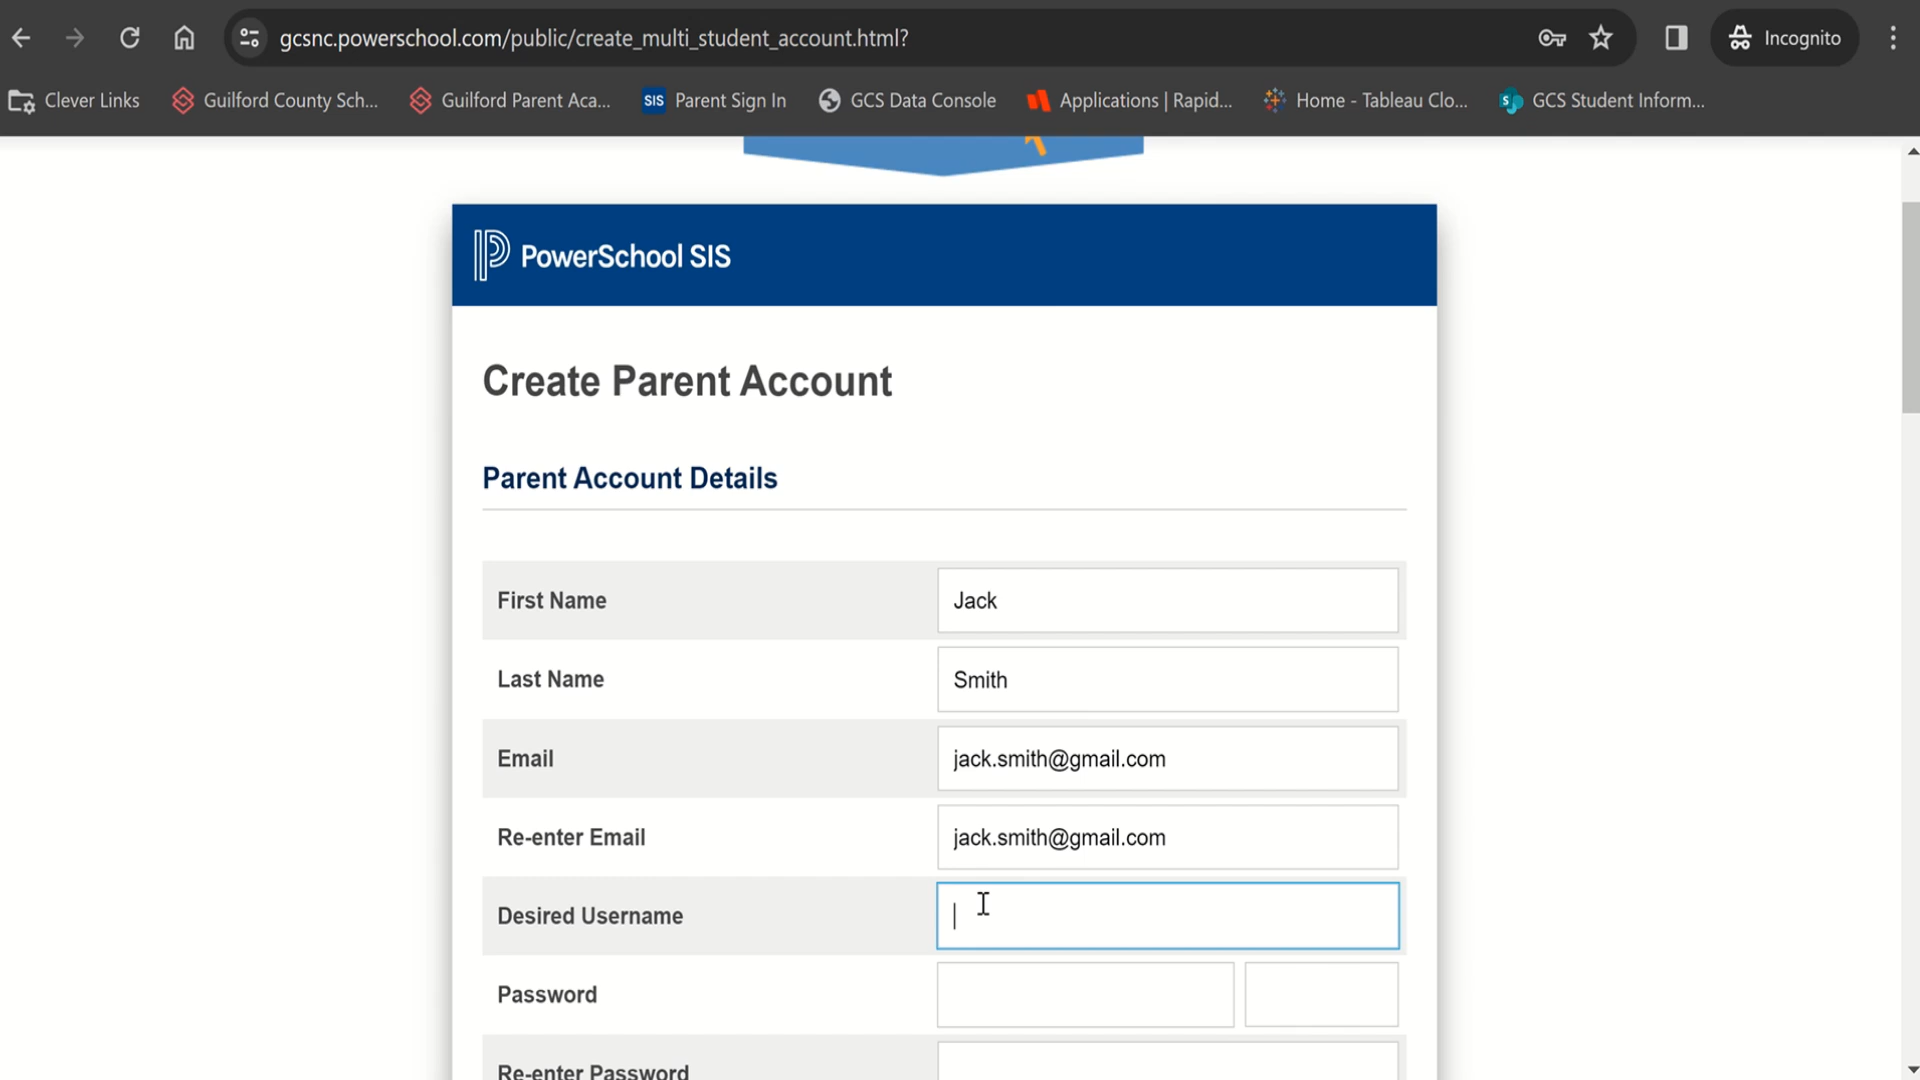 gcsnc.powerschool.com/public/create_multi_student_account.html?
Incognito
Clever Links
Guilford County Sch...
Guilford Parent Aca...
SIS Parent Sign In
GCS Data Console
Applications | Rapid...
Home - Tableau Clo...
GCS Student Inform...
PowerSchool SIS
Create Parent Account
Parent Account Details
First Name Jack
Last Name Smith
Email jack.smith@gmail.com
Re-enter Email jack.smith@gmail.com
Desired Username
Password
Re-enter Password